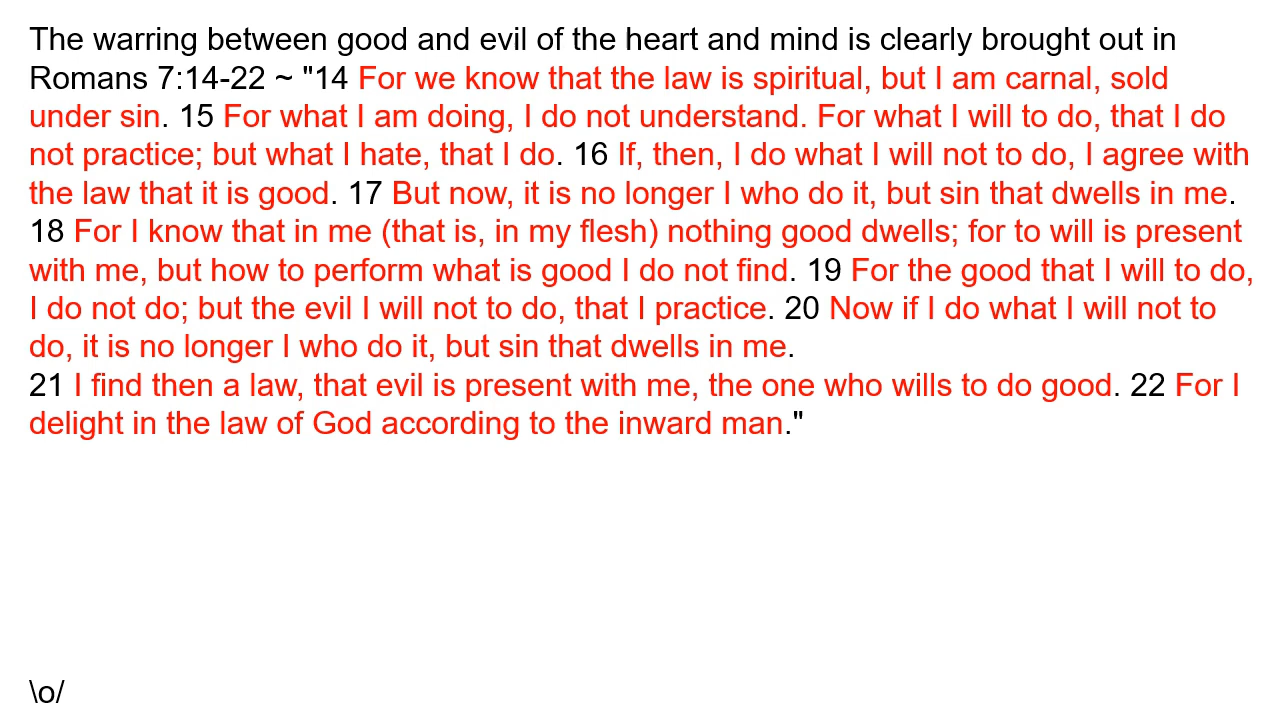 The warring between good and evil of the heart and mind is clearly brought out in
Romans 7:14-22 ~ "14 For we know that the law is spiritual, but I am carnal, sold
under sin. 15 For what I am doing, I do not understand. For what I will to do, that I do
not practice; but what I hate, that I do. 16 If, then, I do what I will not to do, I agree with
the law that it is good. 17 But now, it is no longer I who do it, but sin that dwells in me.
18 For I know that in me (that is, in my flesh) nothing good dwells; for to will is present
with me, but how to perform what is good I do not find. 19 For the good that I will to do,
I do not do; but the evil I will not to do, that I practice. 20 Now if I do what I will not to
do, it is no longer I who do it, but sin that dwells in me.
21 I find then a law, that evil is present with me, the one who wills to do good. 22 For I
delight in the law of God according to the inward man."
\o/